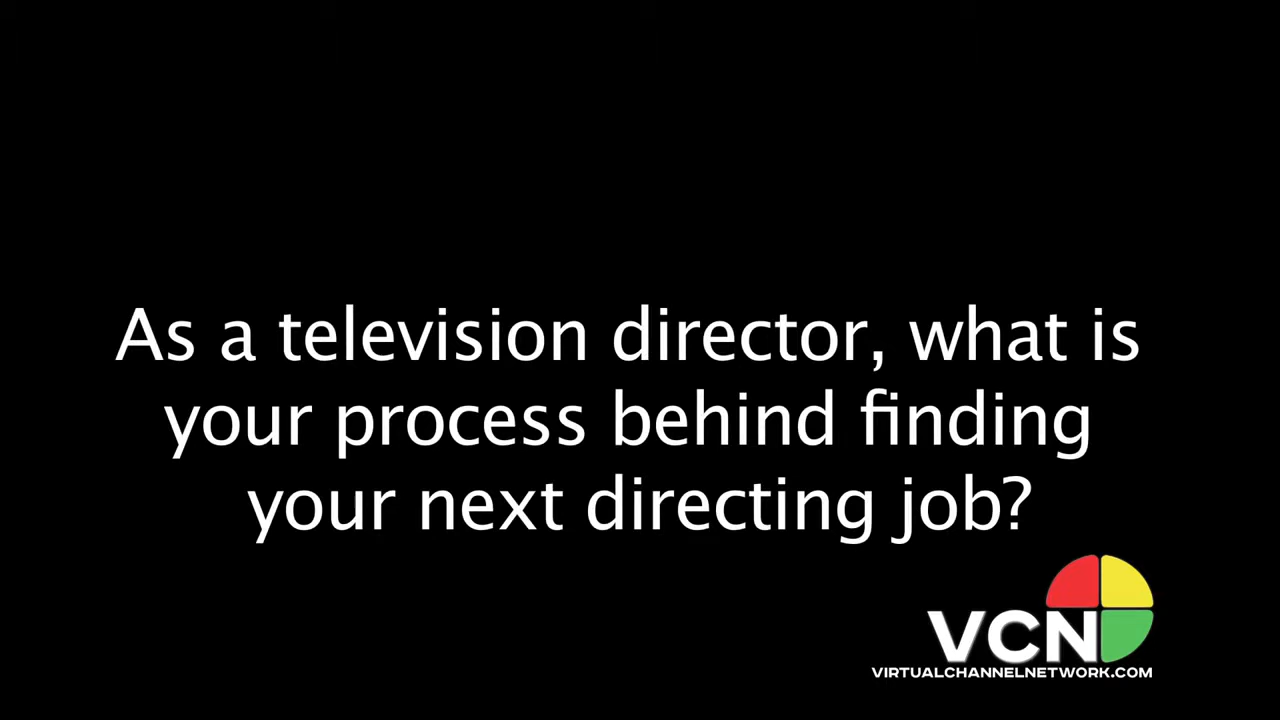 As a television director, what is
your process behind finding
your next directing job?
VCN
VIRTUALCHANNELNETWORK.COM